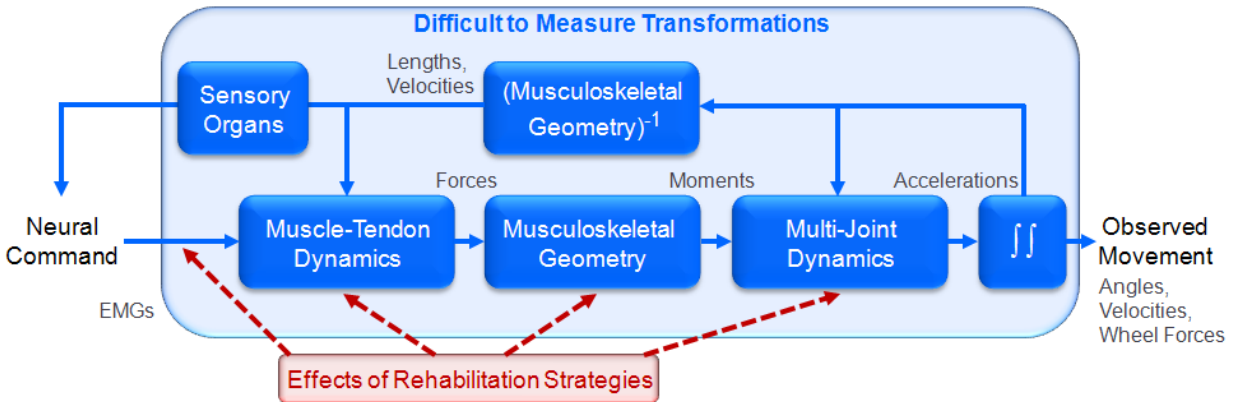 Difficult to Measure Transformations
Lengths,
Velocities
Sensory
Organs
(Musculoskeletal
Geometry)⁻¹
Forces
Moments
Accelerations
Neural
Command
Muscle-Tendon
Dynamics
Musculoskeletal
Geometry
Multi-Joint
Dynamics
∫∫
Observed
Movement
EMGs
Angles,
Velocities,
Wheel Forces
Effects of Rehabilitation Strategies